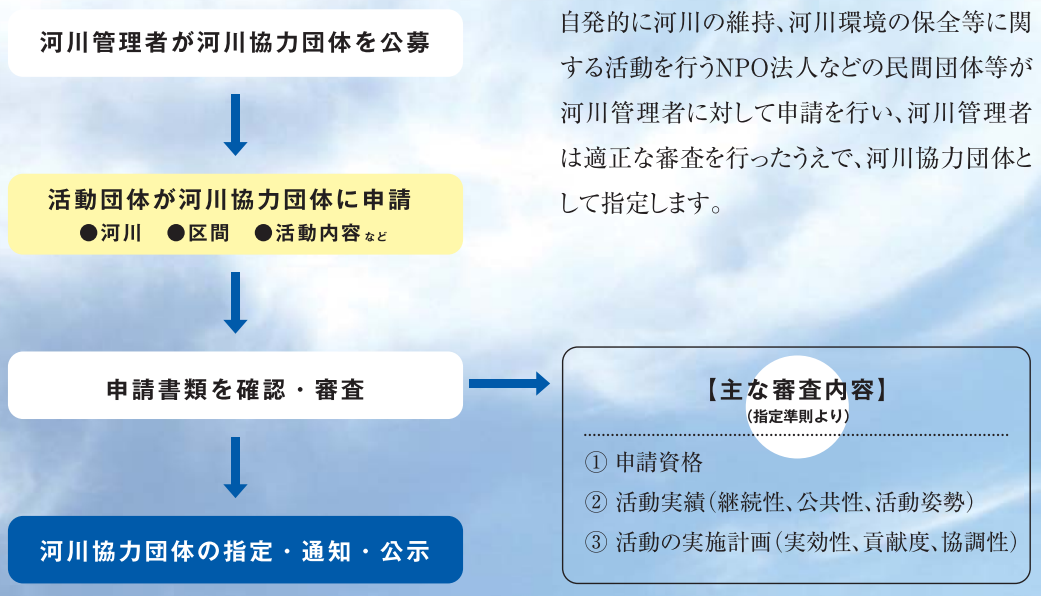 河川管理者が河川協力団体を公募
活動団体が河川協力団体に申請
●河川 ●区間 ●活動内容など
申請書類を確認・審査
河川協力団体の指定・通知・公示
自発的に河川の維持、河川環境の保全等に関
する活動を行うNPO法人などの民間団体等が
河川管理者に対して申請を行い、河川管理者
は適正な審査を行ったうえで、河川協力団体と
して指定します。
【主な審査内容】
(指定準則より)
① 申請資格
② 活動実績(継続性、公共性、活動姿勢)
③ 活動の実施計画(実効性、貢献度、協調性)